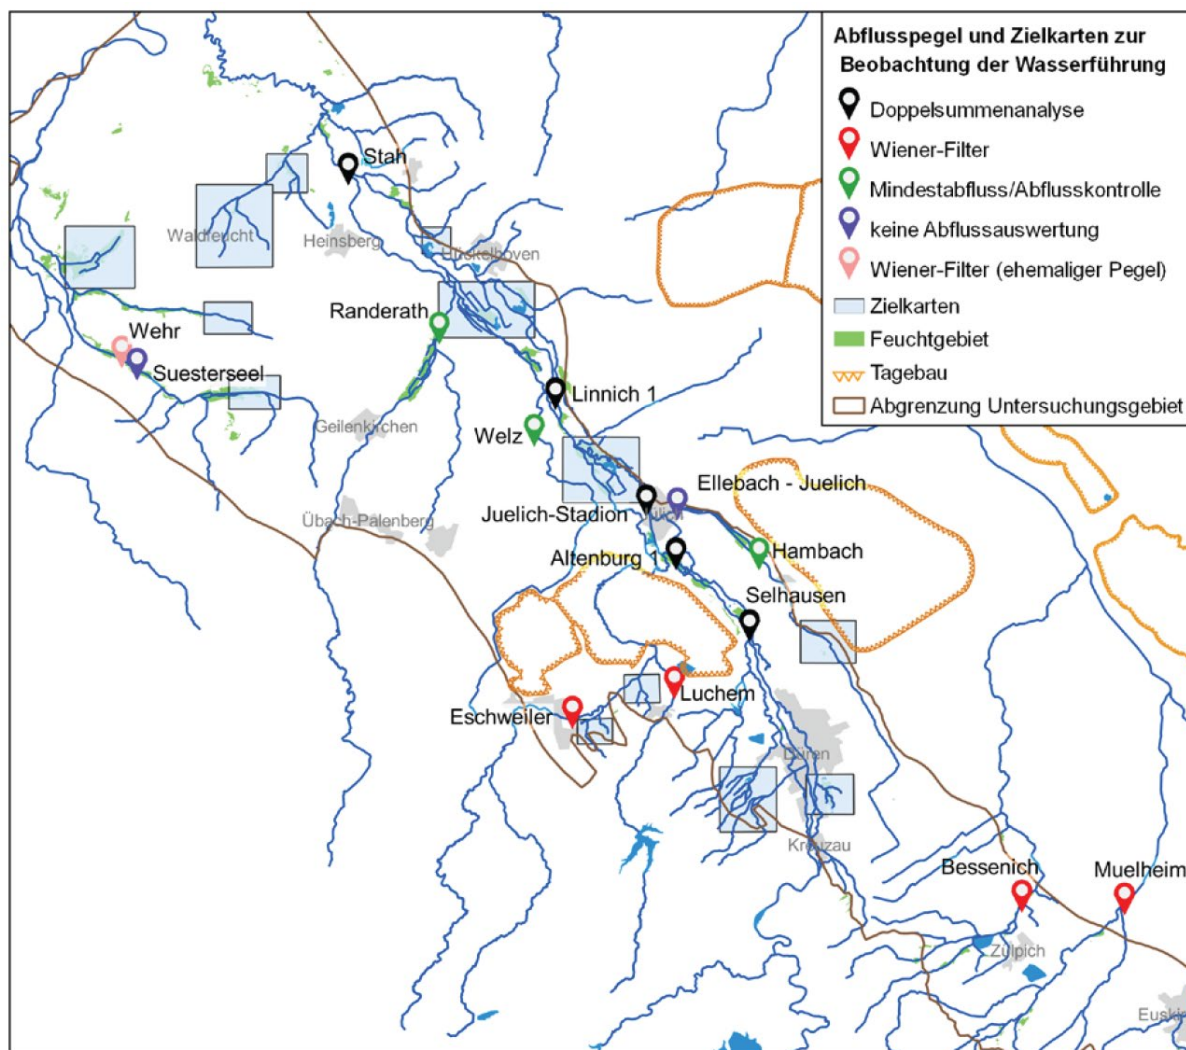 Abflusspegel und Zielkarten zur
Beobachtung der Wasserführung
Doppelsummenanalyse
Wiener-Filter
Mindestabfluss/Abflusskontrolle
keine Abflussauswertung
Wiener-Filter (ehemaliger Pegel)
Zielkarten
Feuchtgebiet
Tagebau
Abgrenzung Untersuchungsgebiet
Stah
Waldfeucht
Heinsberg
Hückelhoven
Randerath
Wehr
Suesterseel
Linnich 1
Geilenkirchen
Welz
Ellebach - Juelich
Juelich-Stadion
Übach-Palenberg
Altenburg 1
Hambach
Selhausen
Luchem
Eschweiler
Düren
Kreuzau
Bessenich
Muelheim
Zülpich